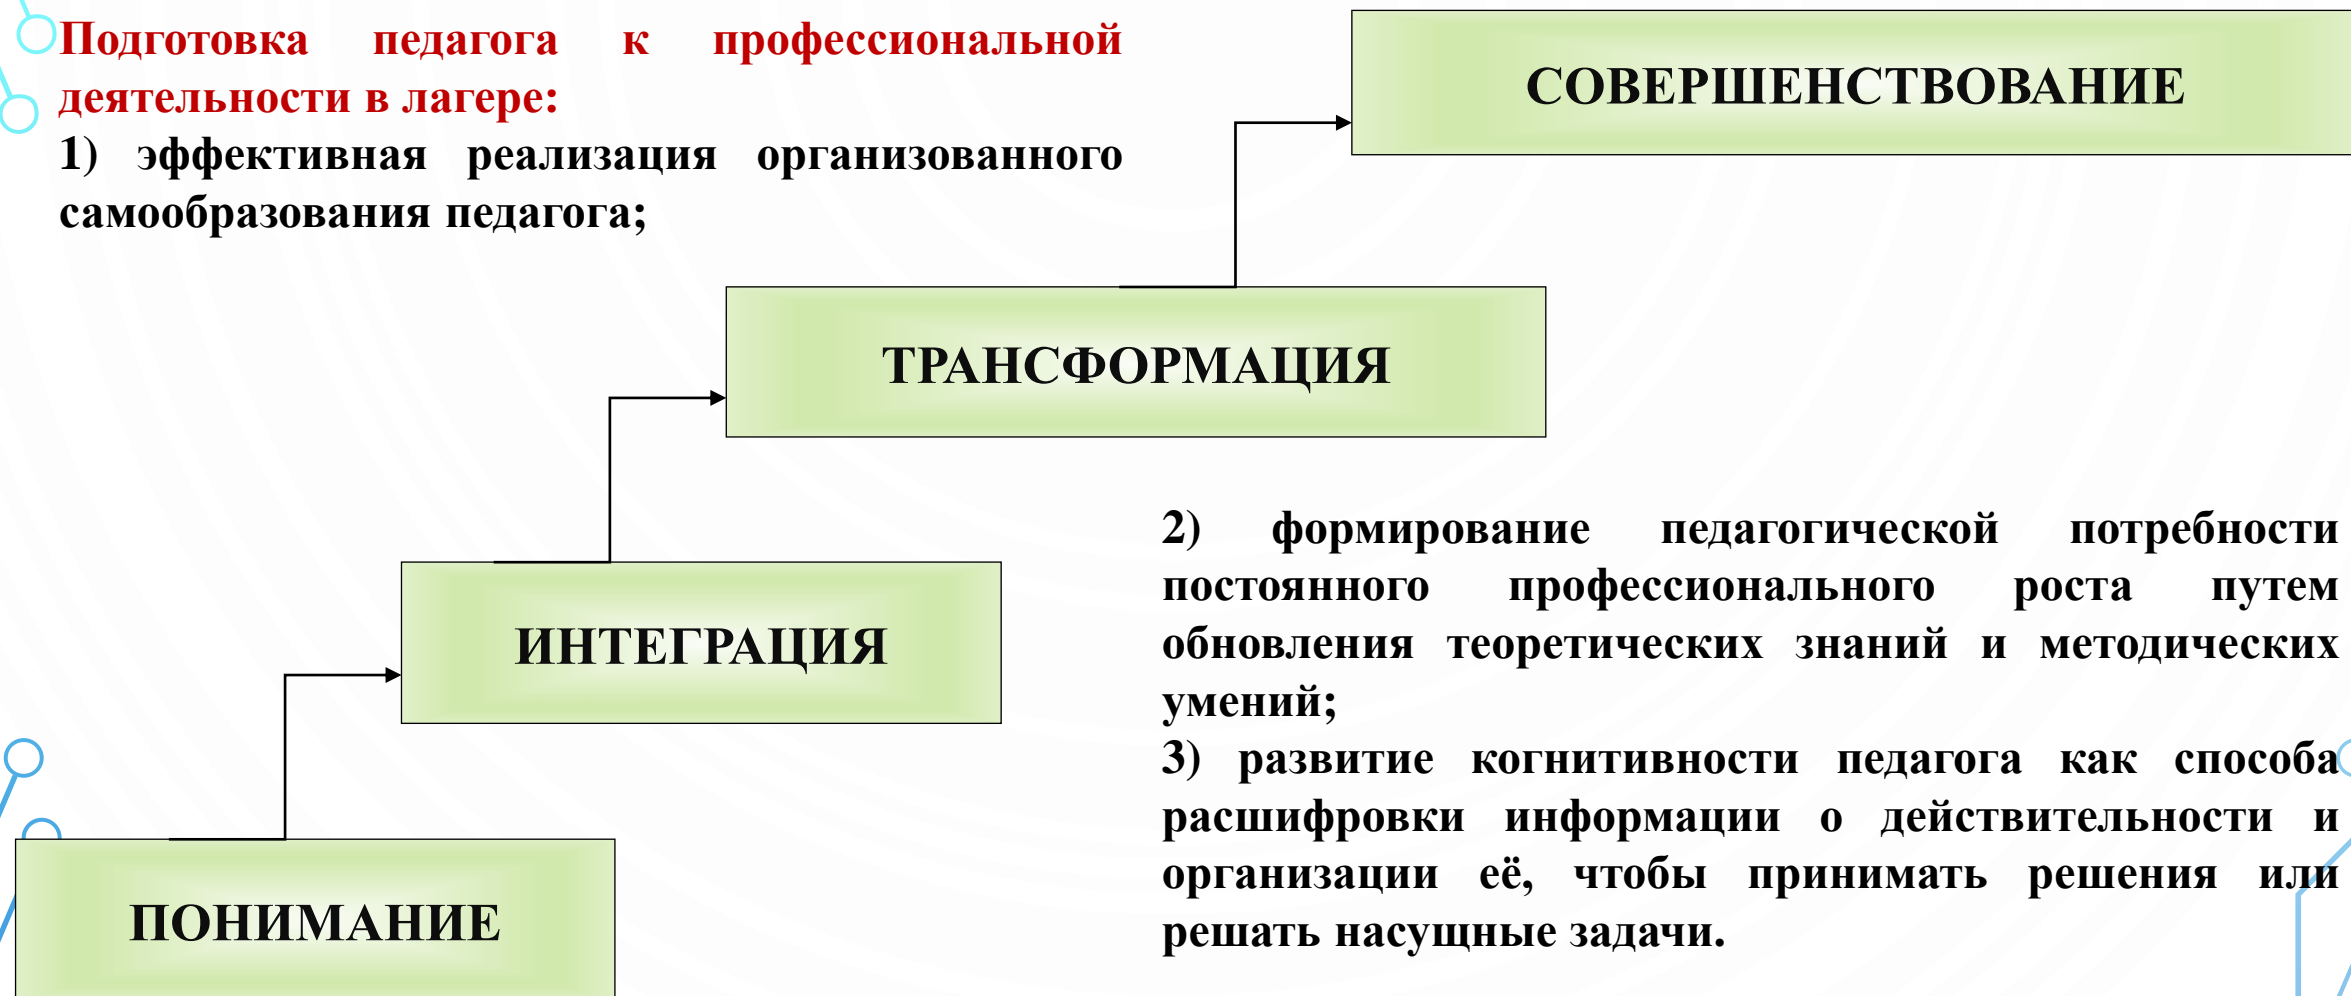 Подготовка педагога к профессиональной
деятельности в лагере:
1) эффективная реализация организованного
самообразования педагога;
СОВЕРШЕНСТВОВАНИЕ
ТРАНСФОРМАЦИЯ
ИНТЕГРАЦИЯ
ПОНИМАНИЕ
2) формирование педагогической потребности
постоянного профессионального роста путем
обновления теоретических знаний и методических
умений;
3) развитие когнитивности педагога как способа
расшифровки информации о действительности и
организации её, чтобы принимать решения или
решать насущные задачи.